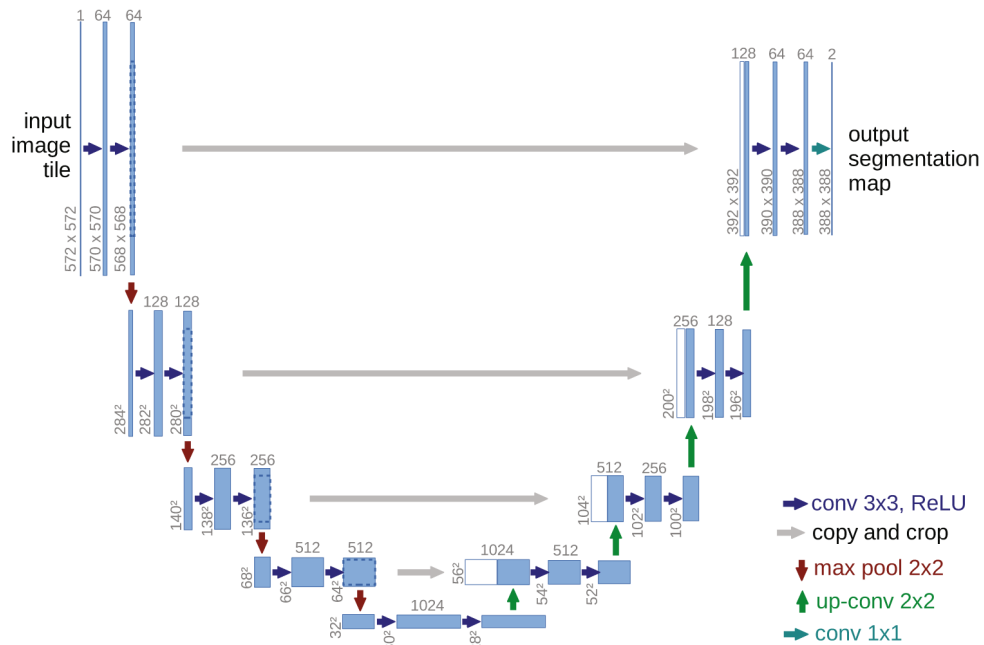 1 64 64
input
image
tile
572 x 572
570 x 570
568 x 568
128 64 64 2
output
segmentation
map
392 x 392
390 x 390
388 x 388
388 x 388
128 128
284²
282²
280²
256 128
200²
198²
196²
256 256
140²
138²
136²
512 256
104²
102²
100²
512 512
68²
66²
64²
1024 512
56²
54²
52²
1024
32²
conv 3x3, ReLU
copy and crop
max pool 2x2
up-conv 2x2
conv 1x1